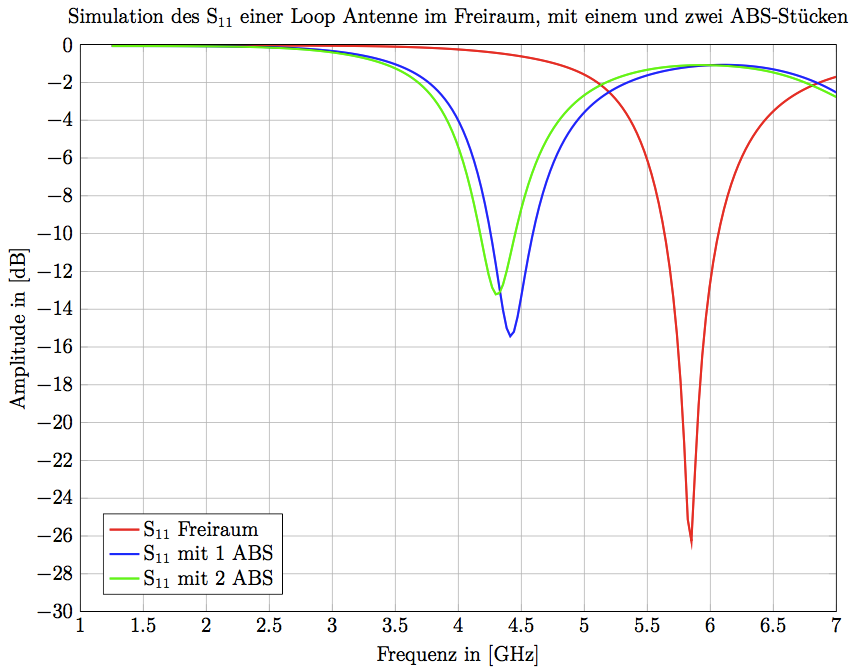 Simulation des S₁₁ einer Loop Antenne im Freiraum, mit einem und zwei ABS-Stücken
0
−2
−4
−6
−8
−10
−12
−14
−16
−18
−20
−22
−24
−26
−28
−30
Amplitude in [dB]
S₁₁ Freiraum
S₁₁ mit 1 ABS
S₁₁ mit 2 ABS
1 1.5 2 2.5 3 3.5 4 4.5 5 5.5 6 6.5 7
Frequenz in [GHz]